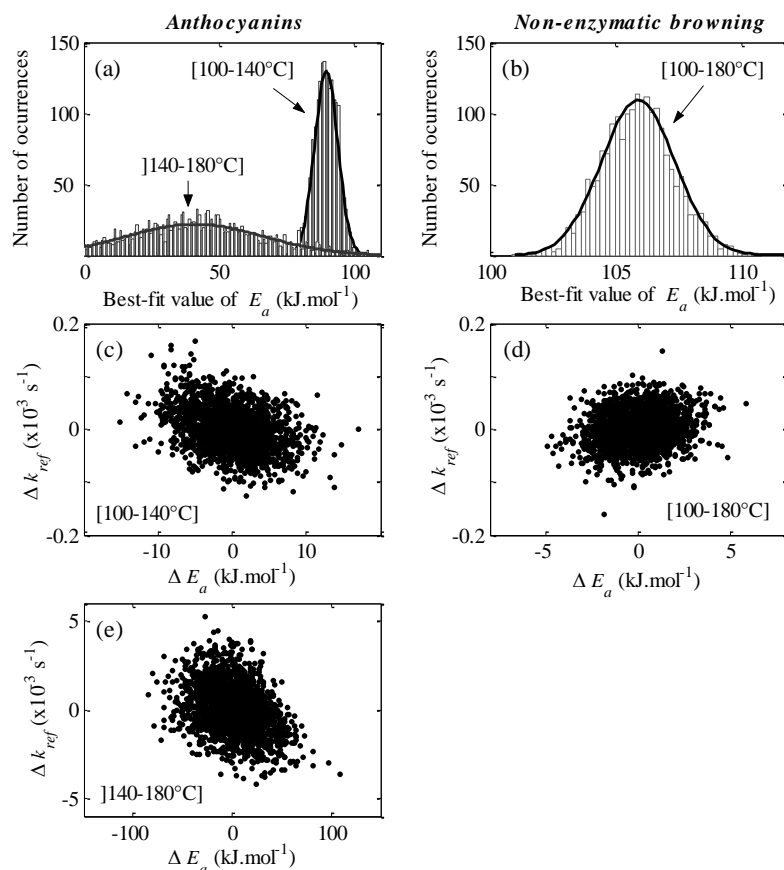 Anthocyanins
Non-enzymatic browning
150
100
50
Number of ocurrences
(a)
[100-140°C]
]140-180°C]
0
50
100
Best-fit value of E_a (kJ.mol⁻¹)
150
100
50
Number of ocurrences
(b)
[100-180°C]
100
105
110
Best-fit value of E_a (kJ.mol⁻¹)
0.2
0
-0.2
Δ k_ref (x10⁻³ s⁻¹)
(c)
[100-140°C]
-10
0
10
Δ E_a (kJ.mol⁻¹)
0.2
0
-0.2
Δ k_ref (x10⁻³ s⁻¹)
(d)
[100-180°C]
-5
0
5
Δ E_a (kJ.mol⁻¹)
5
0
-5
Δ k_ref (x10⁻³ s⁻¹)
(e)
]140-180°C]
-100
0
100
Δ E_a (kJ.mol⁻¹)